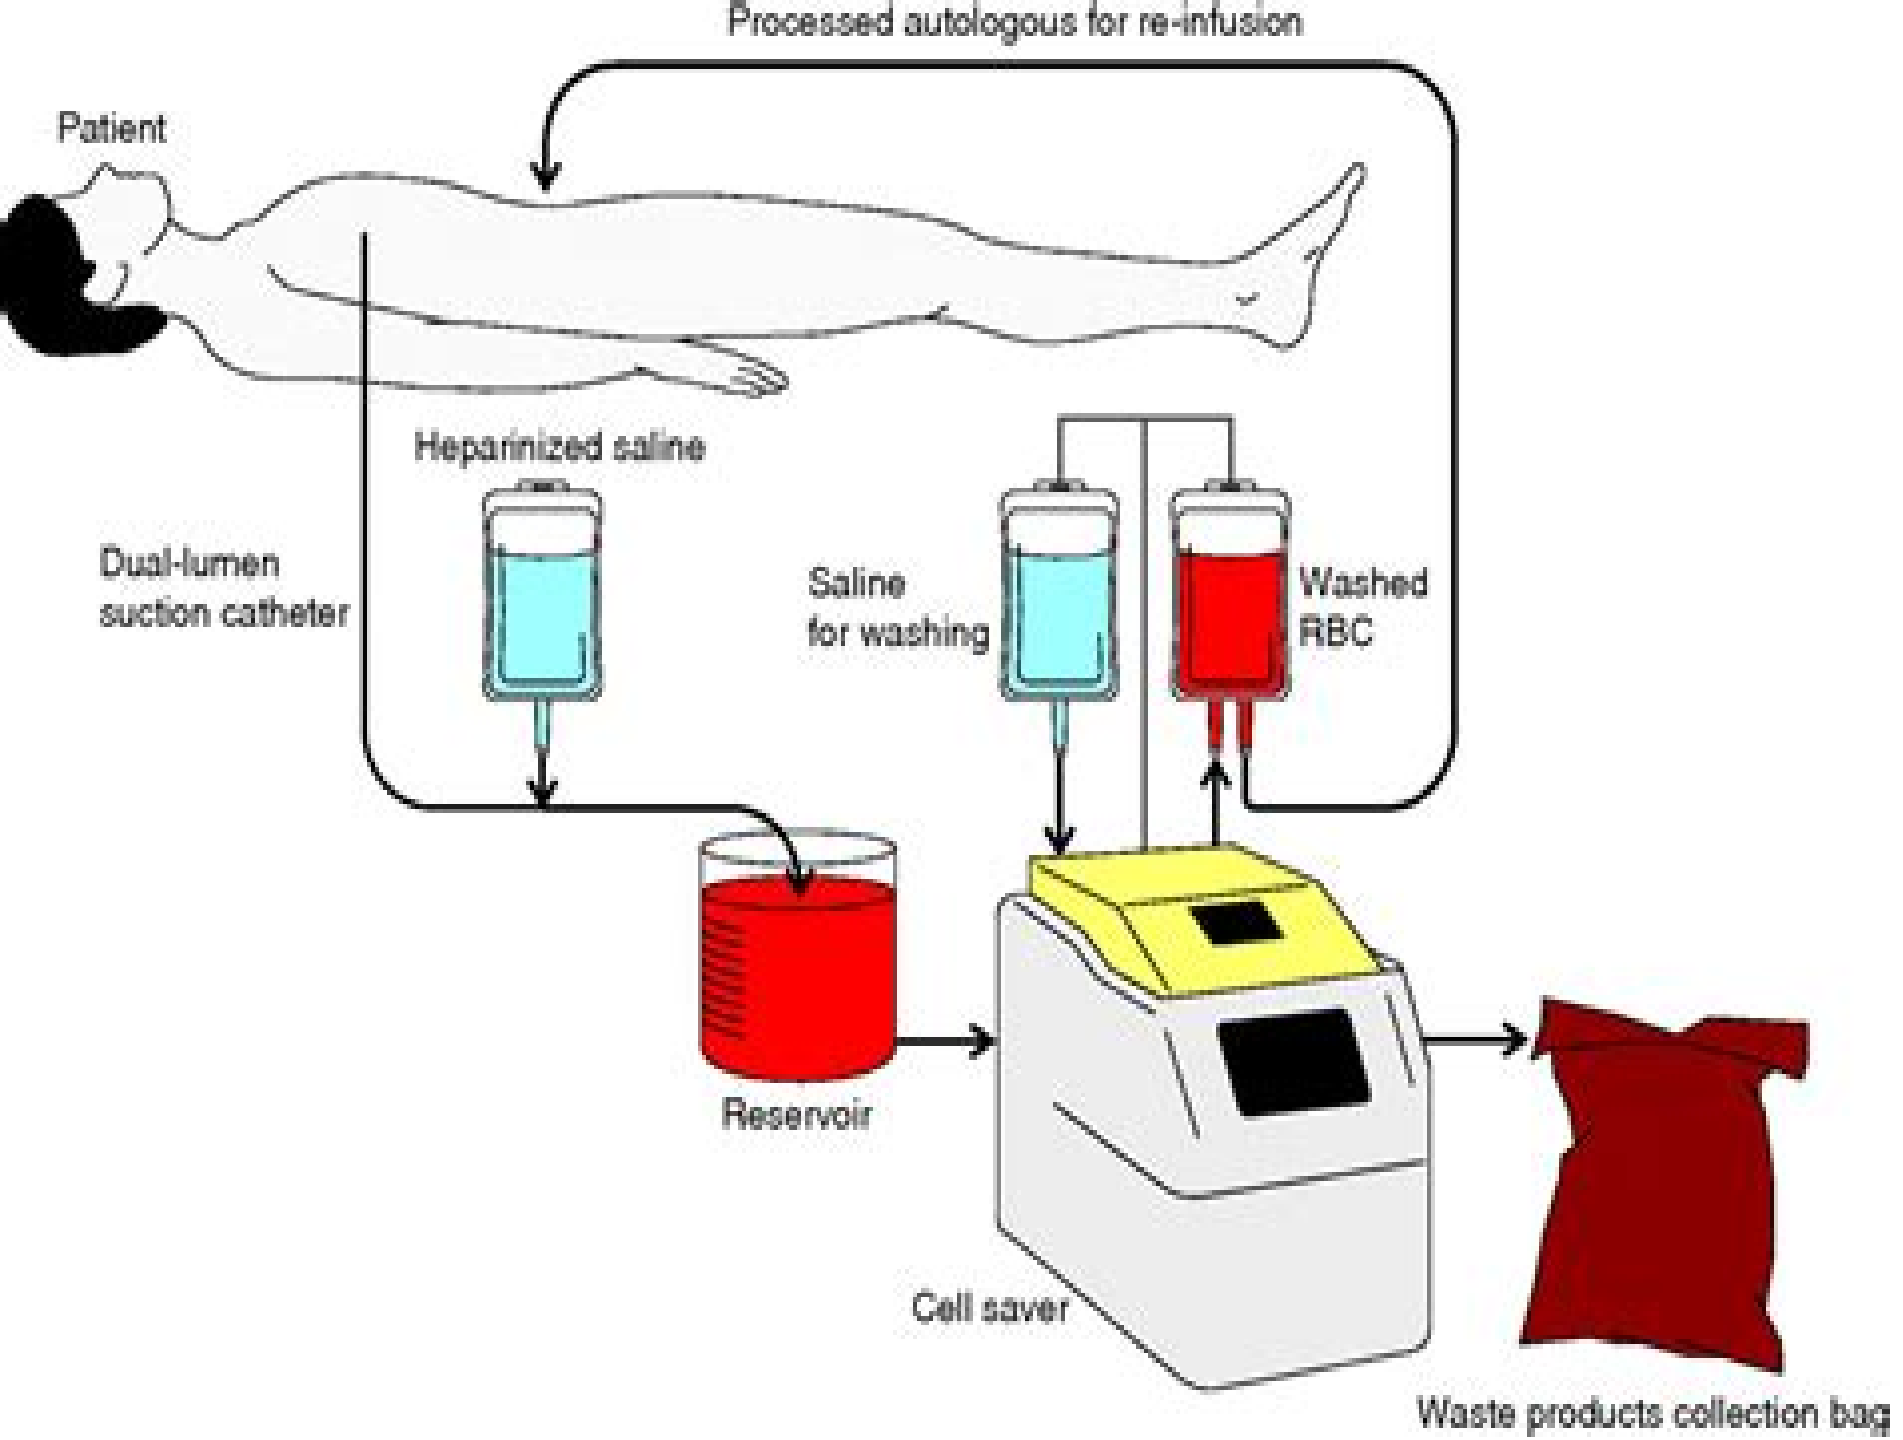 Processed autologous for re-infusion
Patient
Heparinized saline
Dual-lumen
suction catheter
Saline
for washing
Washed
RBC
Reservoir
Cell saver
Waste products collection bag